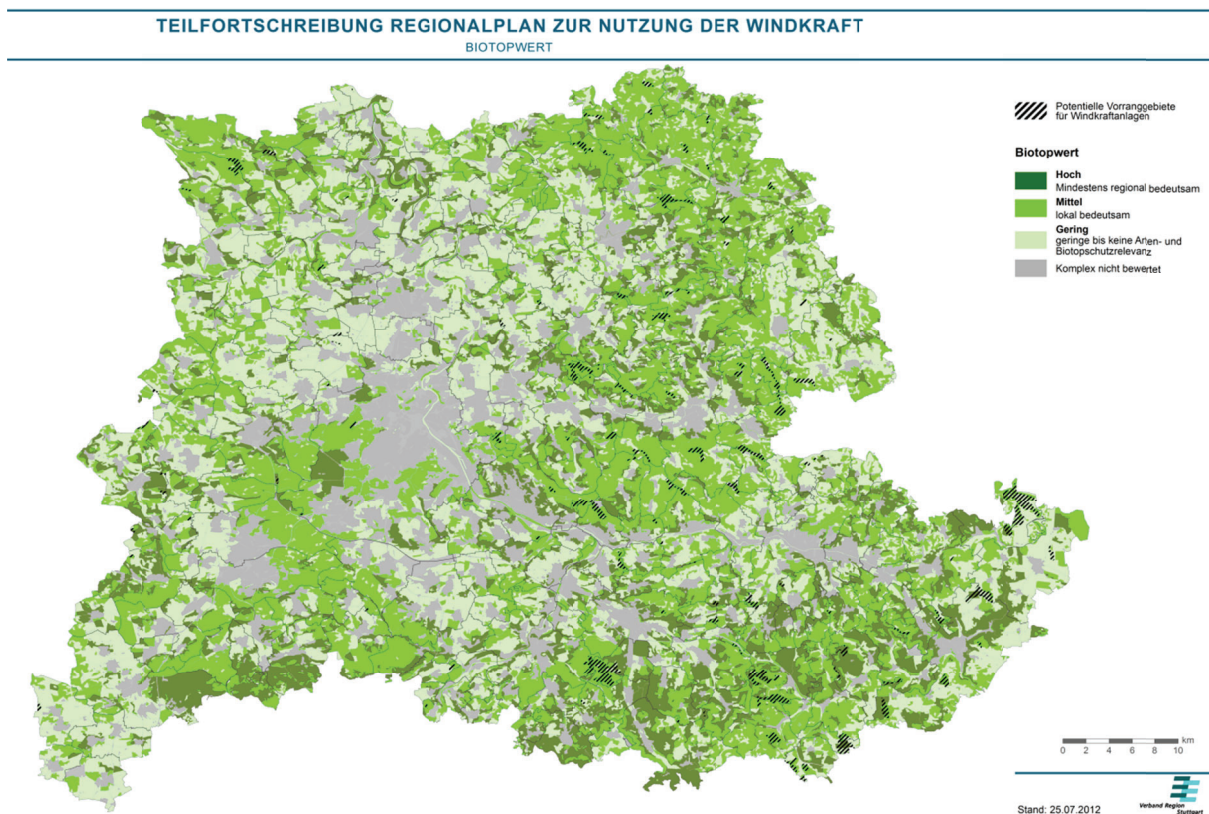 TEILFORTSCHREIBUNG REGIONALPLAN ZUR NUTZUNG DER WINDKRAFT
BIOTOPWERT
Potentielle Vorranggebiete
für Windkraftanlagen
Biotopwert
Hoch
Mindestens regional bedeutsam
Mittel
lokal bedeutsam
Gering
geringe bis keine Arten- und
Biotopschutzrelevanz
Komplex nicht bewertet
km
0 2 4 6 8 10
Stand: 25.07.2012
Verband Region
Stuttgart